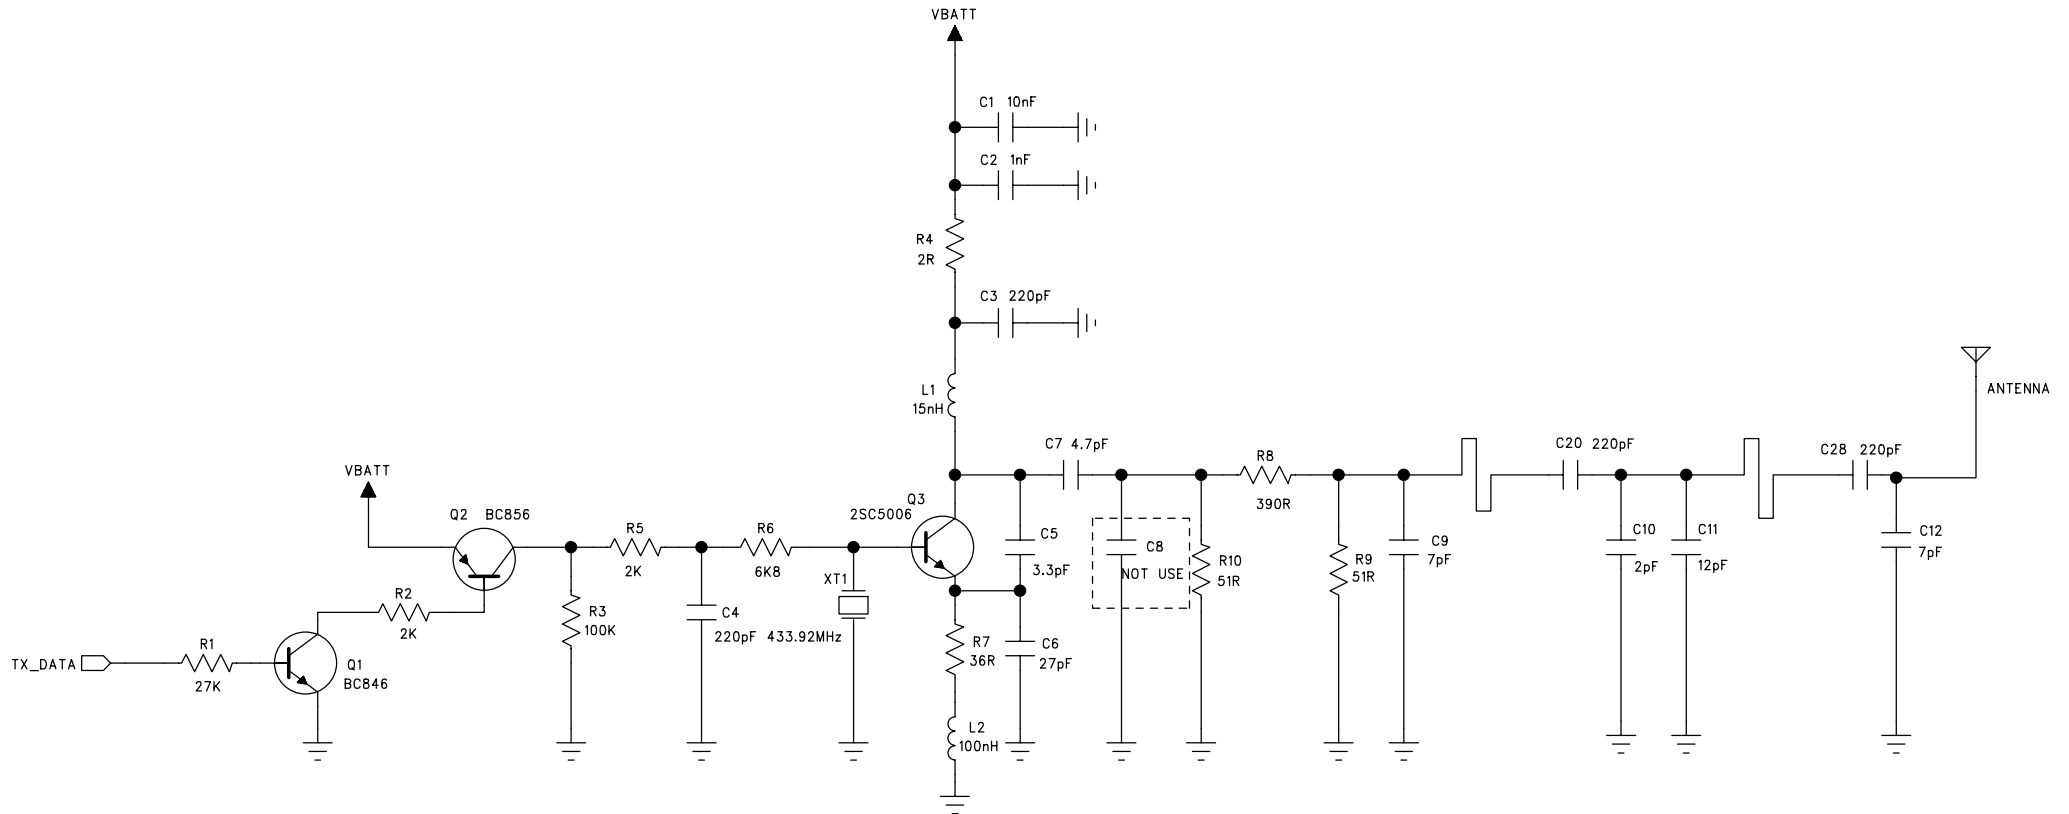 VBATT
C1 10nF
C2 1nF
R4
2R
C3 220pF
L1
15nH
ANTENNA
C7 4.7pF
R8
390R
C20 220pF
C28 220pF
VBATT
Q2 BC856
R5
2K
R6
6K8
Q3
2SC5006
C5
3.3pF
C8
NOT USE
R10
51R
R9
51R
C9
7pF
C10
2pF
C11
12pF
C12
7pF
XT1
433.92MHz
R2
2K
R3
100K
C4
220pF
R7
36R
C6
27pF
TX_DATA
R1
27K
Q1
BC846
L2
100nH